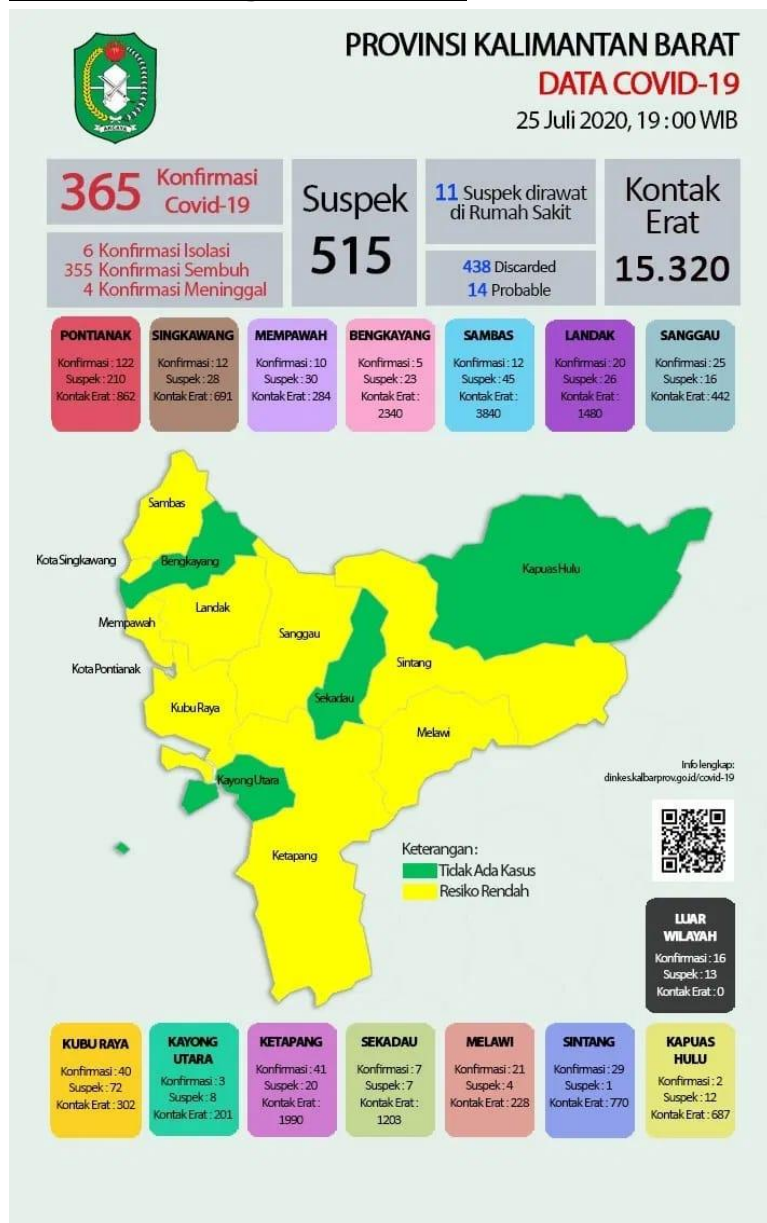 PROVINSI KALIMANTAN BARAT
DATA COVID-19
25 Juli 2020, 19:00 WIB
365 Konfirmasi
Covid-19
6 Konfirmasi Isolasi
355 Konfirmasi Sembuh
4 Konfirmasi Meninggal
Suspek
515
11 Suspek dirawat
di Rumah Sakit
438 Discarded
14 Probable
Kontak
Erat
15.320
PONTIANAK
Konfirmasi : 122
Suspek : 210
Kontak Erat : 862
SINGKAWANG
Konfirmasi : 12
Suspek : 28
Kontak Erat : 691
MEMPAWAH
Konfirmasi : 10
Suspek : 30
Kontak Erat : 284
BENGKAYANG
Konfirmasi : 5
Suspek : 23
Kontak Erat :
2340
SAMBAS
Konfirmasi : 12
Suspek : 45
Kontak Erat :
3840
LANDAK
Konfirmasi : 20
Suspek : 26
Kontak Erat :
1480
SANGGAU
Konfirmasi : 25
Suspek : 16
Kontak Erat : 442
Sambas
Kota Singkawang
Bengkayang
Kapuas Hulu
Landak
Mempawah
Sanggau
Sintang
Kota Pontianak
Sekadau
Kubu Raya
Melawi
Kayong Utara
Ketapang
Info lengkap:
dinkes.kalbarprov.go.id/covid-19
Keterangan :
Tidak Ada Kasus
Resiko Rendah
LUAR
WILAYAH
Konfirmasi : 16
Suspek : 13
Kontak Erat : 0
KUBU RAYA
Konfirmasi : 40
Suspek : 72
Kontak Erat : 302
KAYONG
UTARA
Konfirmasi : 3
Suspek : 8
Kontak Erat : 201
KETAPANG
Konfirmasi : 41
Suspek : 20
Kontak Erat :
1990
SEKADAU
Konfirmasi : 7
Suspek : 7
Kontak Erat :
1203
MELAWI
Konfirmasi : 21
Suspek : 4
Kontak Erat : 228
SINTANG
Konfirmasi : 29
Suspek : 1
Kontak Erat : 770
KAPUAS
HULU
Konfirmasi : 2
Suspek : 12
Kontak Erat : 687